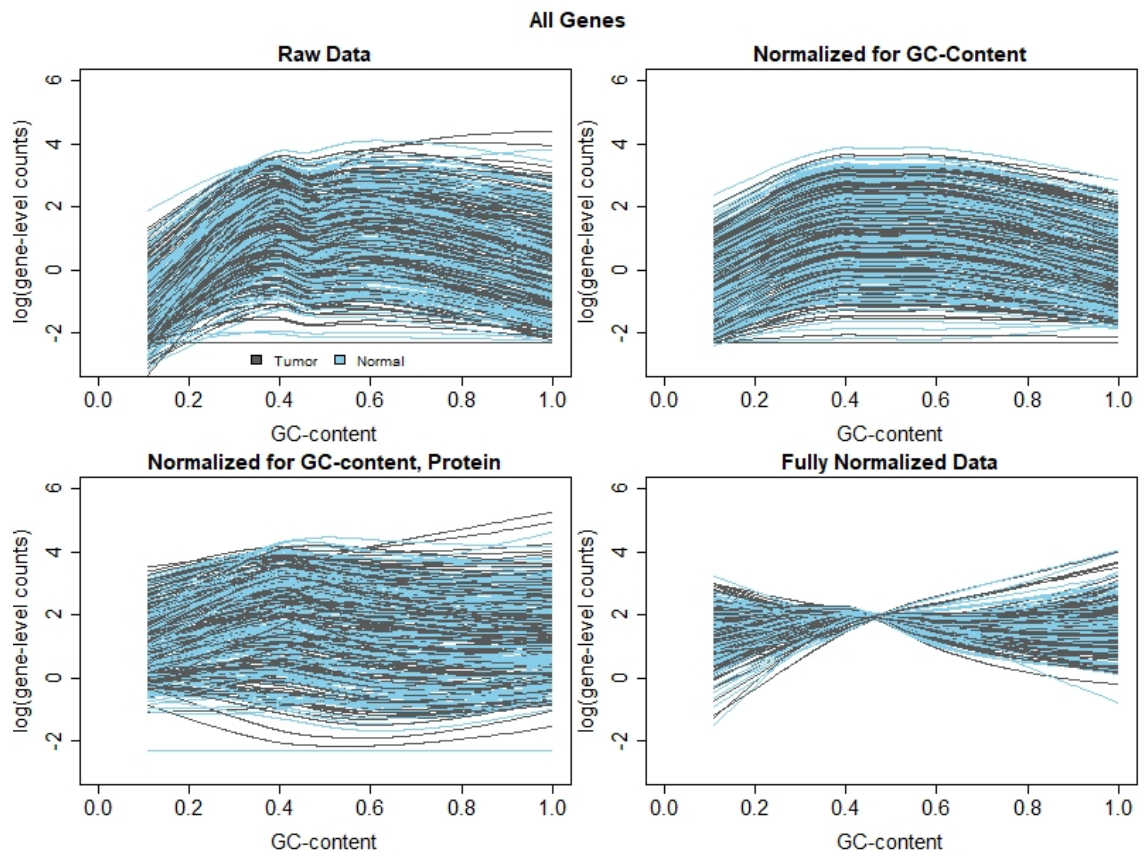 All Genes
Raw Data
log(gene-level counts)
6
4
2
0
-2
Tumor Normal
0.0 0.2 0.4 0.6 0.8 1.0
GC-content
Normalized for GC-Content
log(gene-level counts)
6
4
2
0
-2
0.0 0.2 0.4 0.6 0.8 1.0
GC-content
Normalized for GC-content, Protein
log(gene-level counts)
6
4
2
0
-2
0.0 0.2 0.4 0.6 0.8 1.0
GC-content
Fully Normalized Data
log(gene-level counts)
6
4
2
0
-2
0.0 0.2 0.4 0.6 0.8 1.0
GC-content